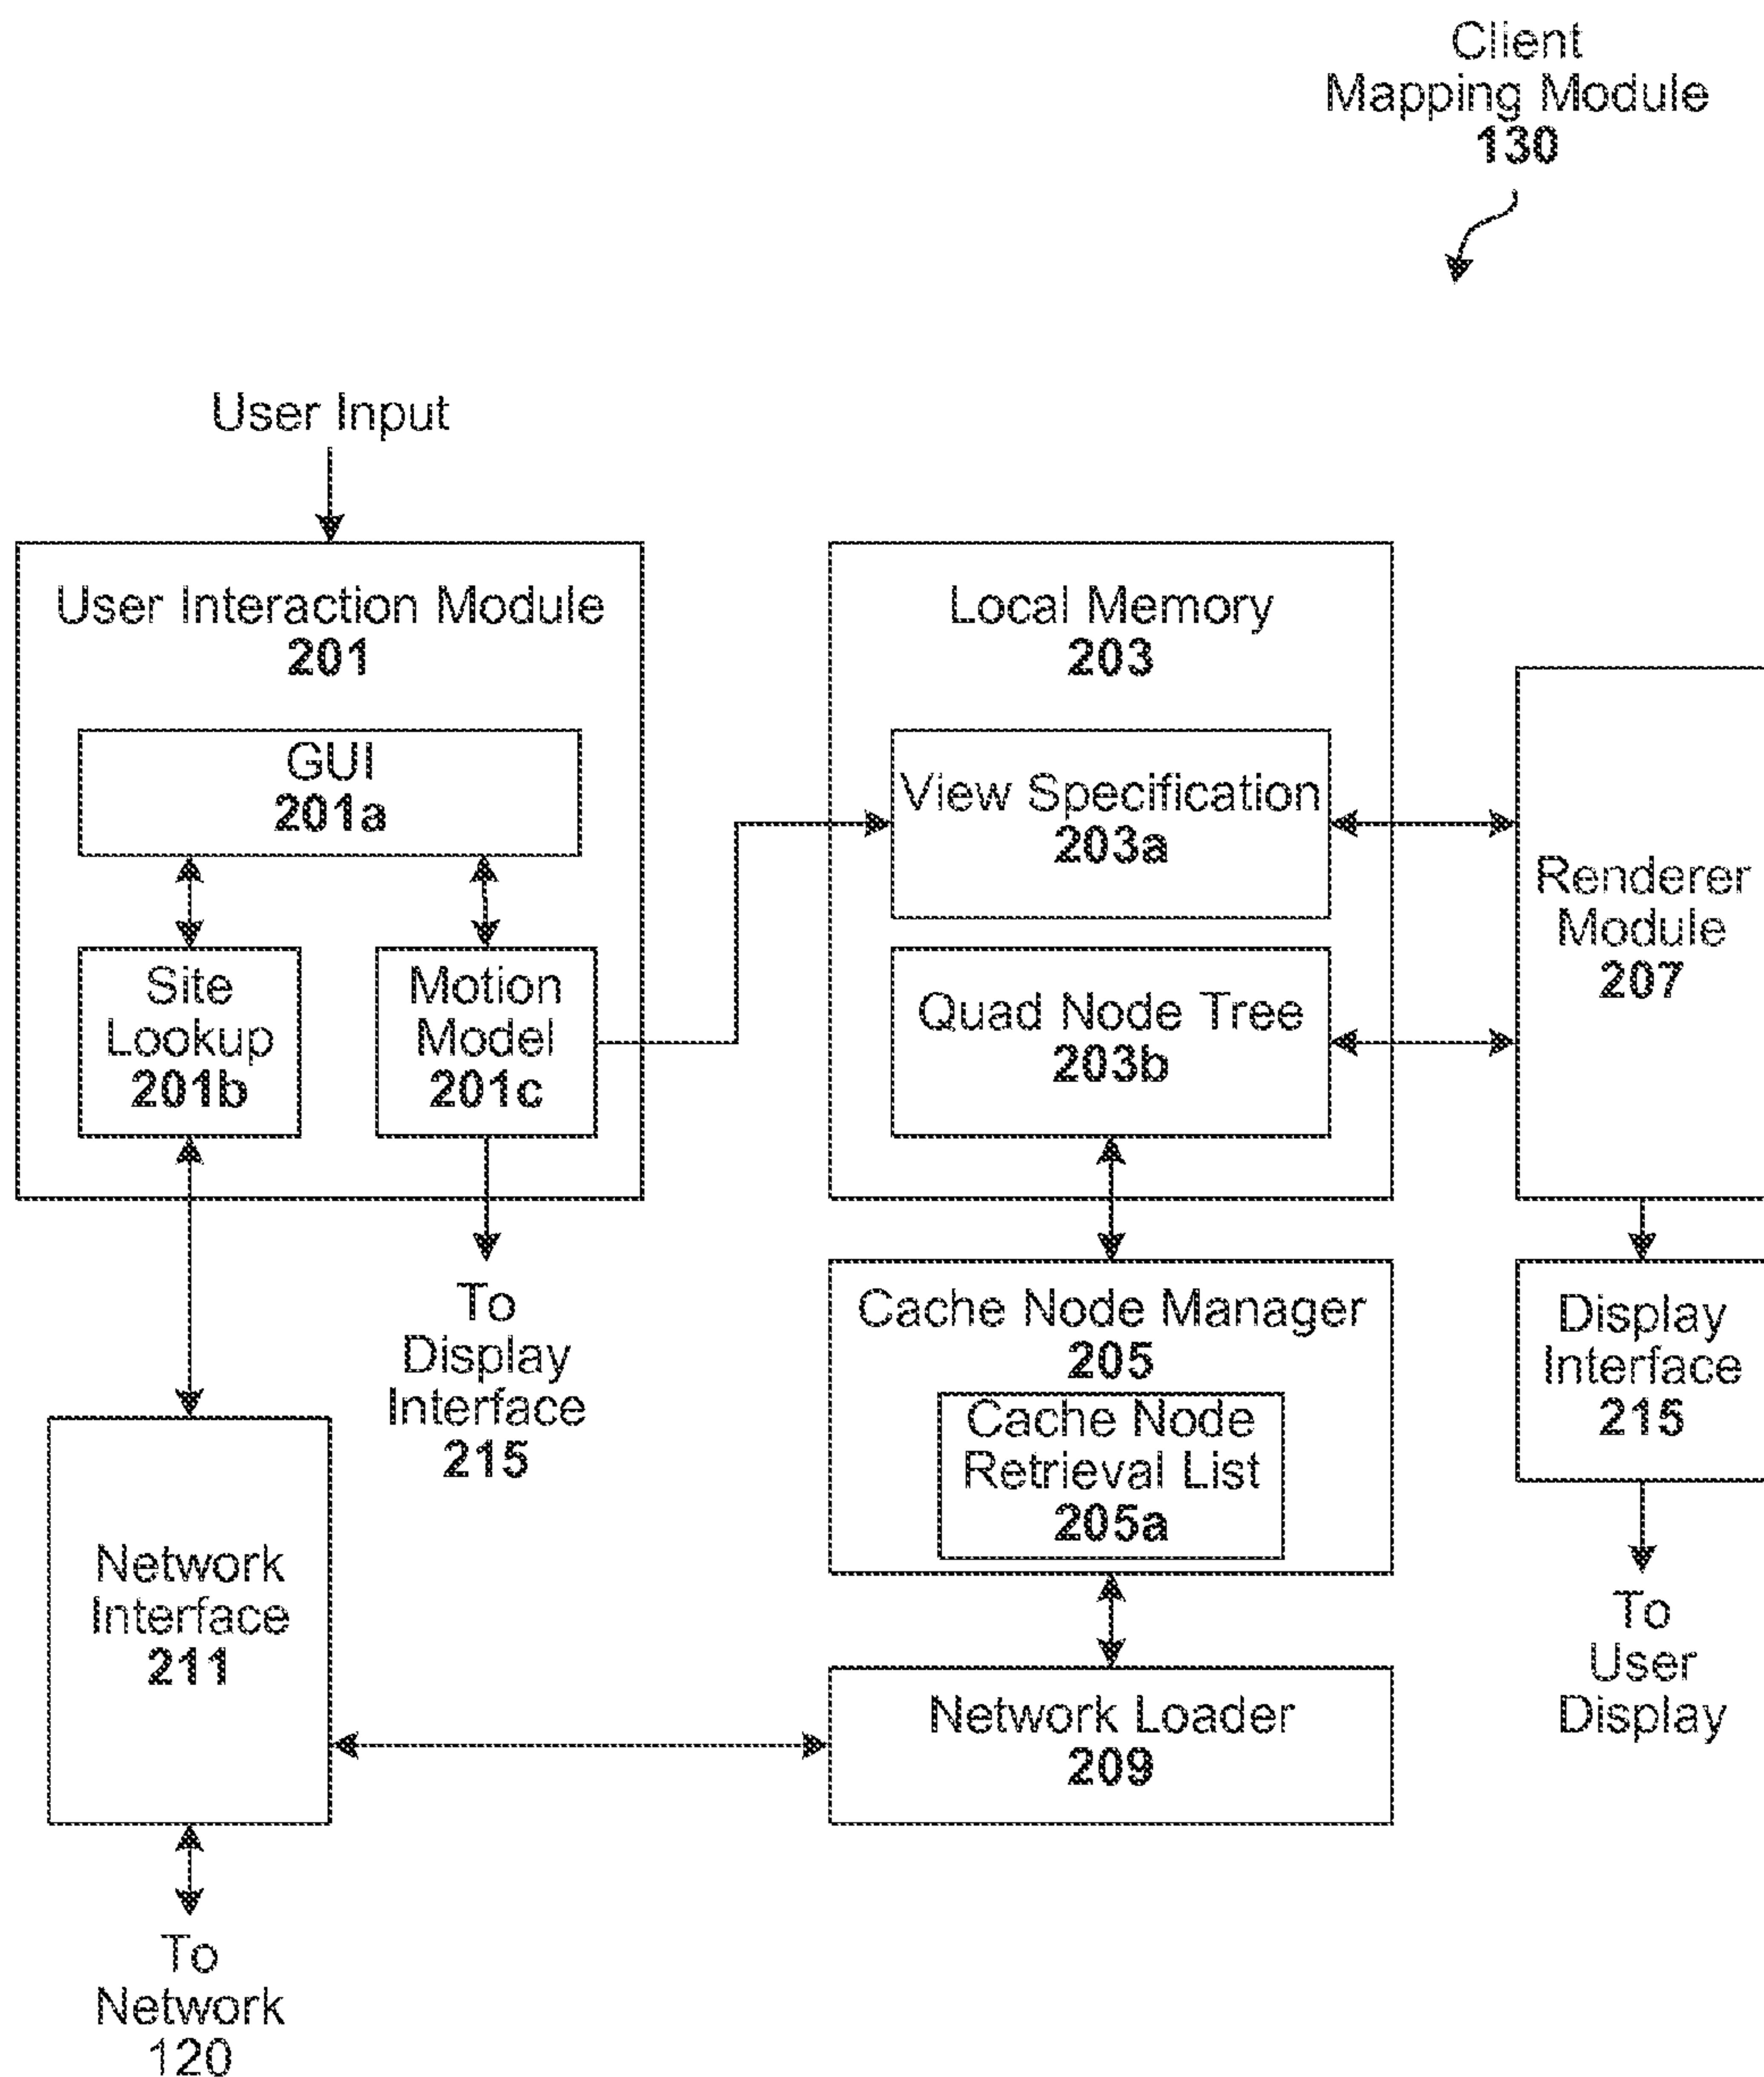 Client
Mapping Module
130
User Input
User Interaction Module
201
GUI
201a
Site
Lookup
201b
Motion
Model
201c
To
Display
Interface
215
Local Memory
203
View Specification
203a
Quad Node Tree
203b
Renderer
Module
207
Cache Node Manager
205
Cache Node
Retrieval List
205a
Display
Interface
215
To
User
Display
Network
Interface
211
Network Loader
209
To
Network
120